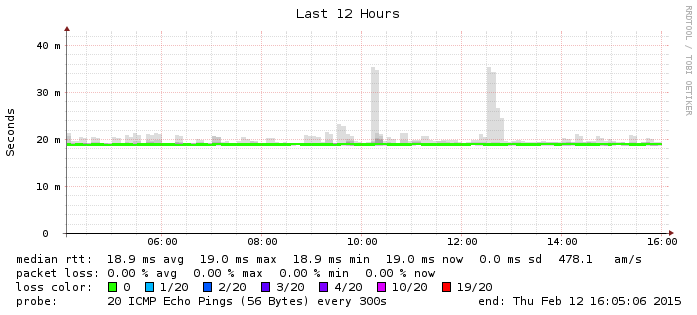 Last 12 Hours
RRDTOOL / TOBI OETIKER
Seconds
40 m
30 m
20 m
10 m
0
06:00 08:00 10:00 12:00 14:00 16:00
median rtt: 18.9 ms avg 19.0 ms max 18.9 ms min 19.0 ms now 0.0 ms sd 478.1 am/s
packet loss: 0.00 % avg 0.00 % max 0.00 % min 0.00 % now
loss color: 0 1/20 2/20 3/20 4/20 10/20 19/20
probe: 20 ICMP Echo Pings (56 Bytes) every 300s end: Thu Feb 12 16:05:06 2015